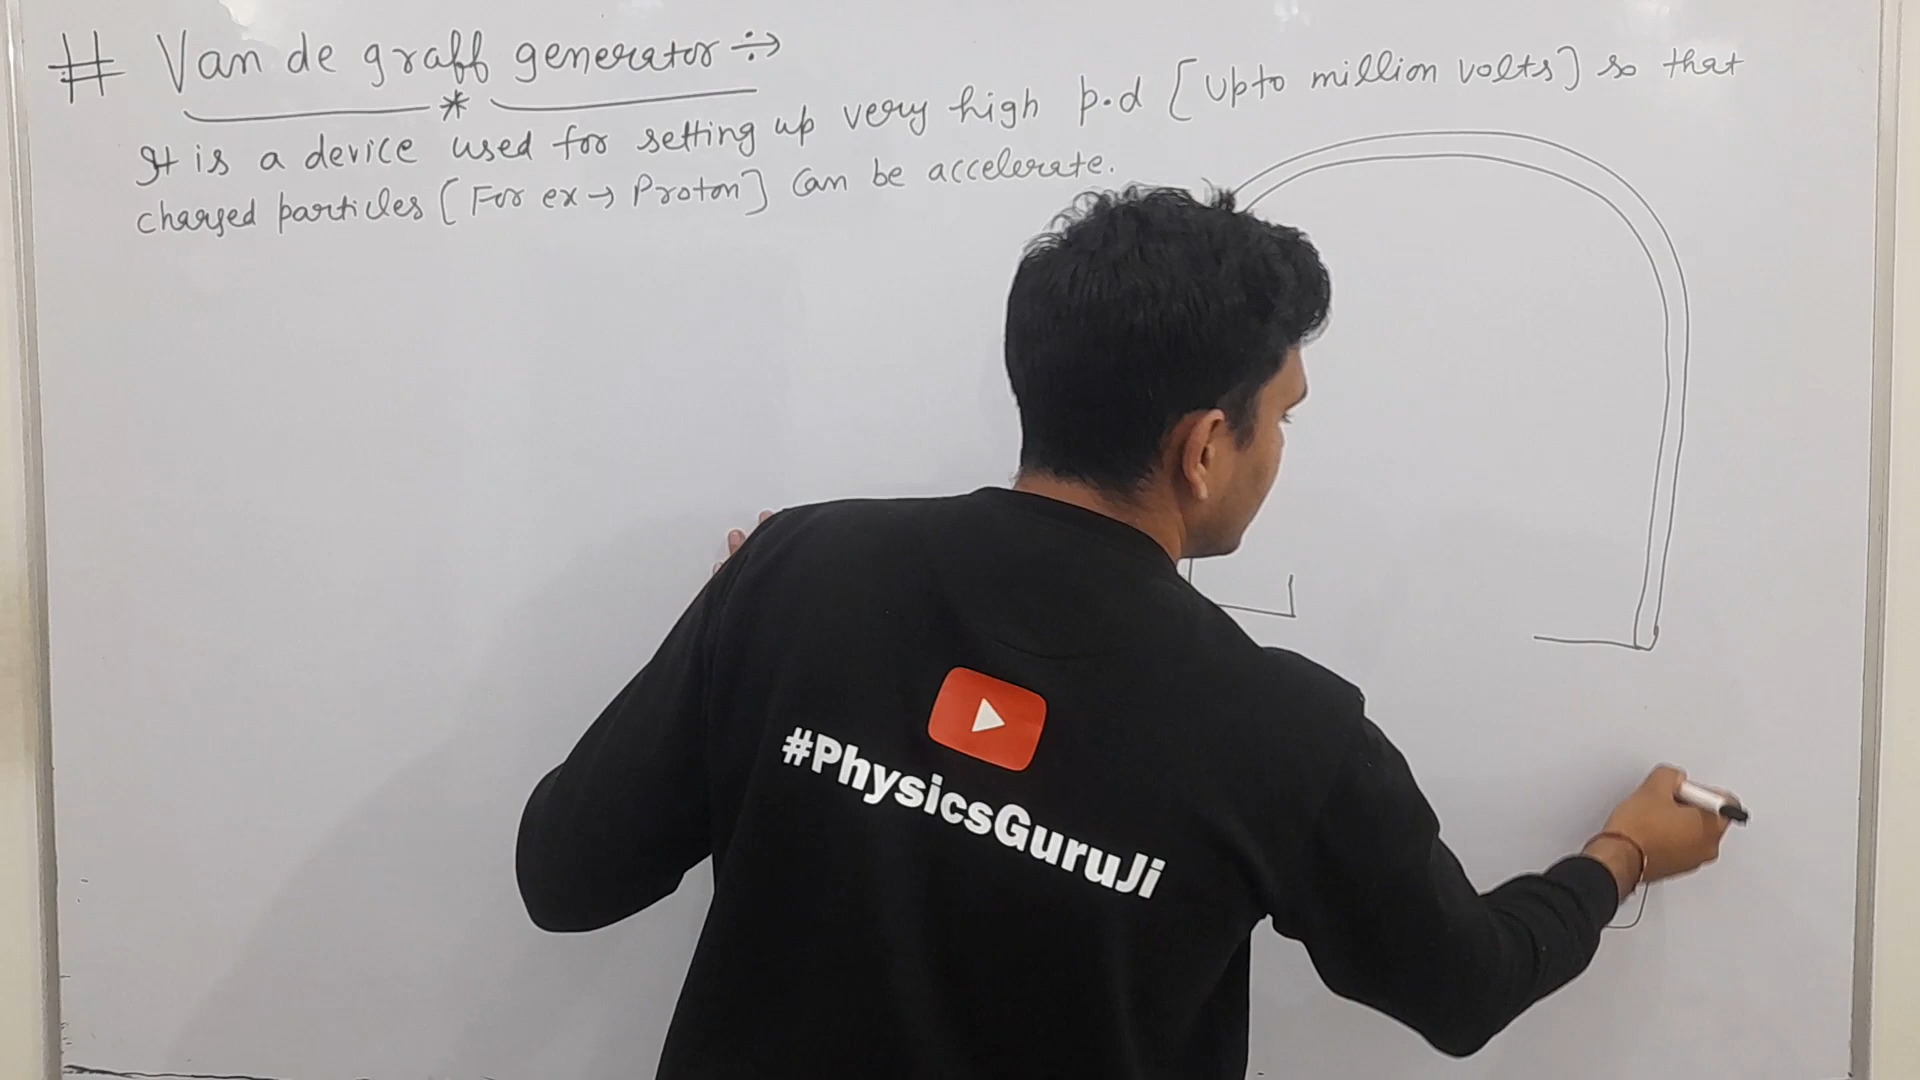 # Van de graff generator ÷→
It is a device used for setting up very high p.d [upto million volts] so that
charged particles [For ex → Proton] Can be accelerate.
#PhysicsGuruJi